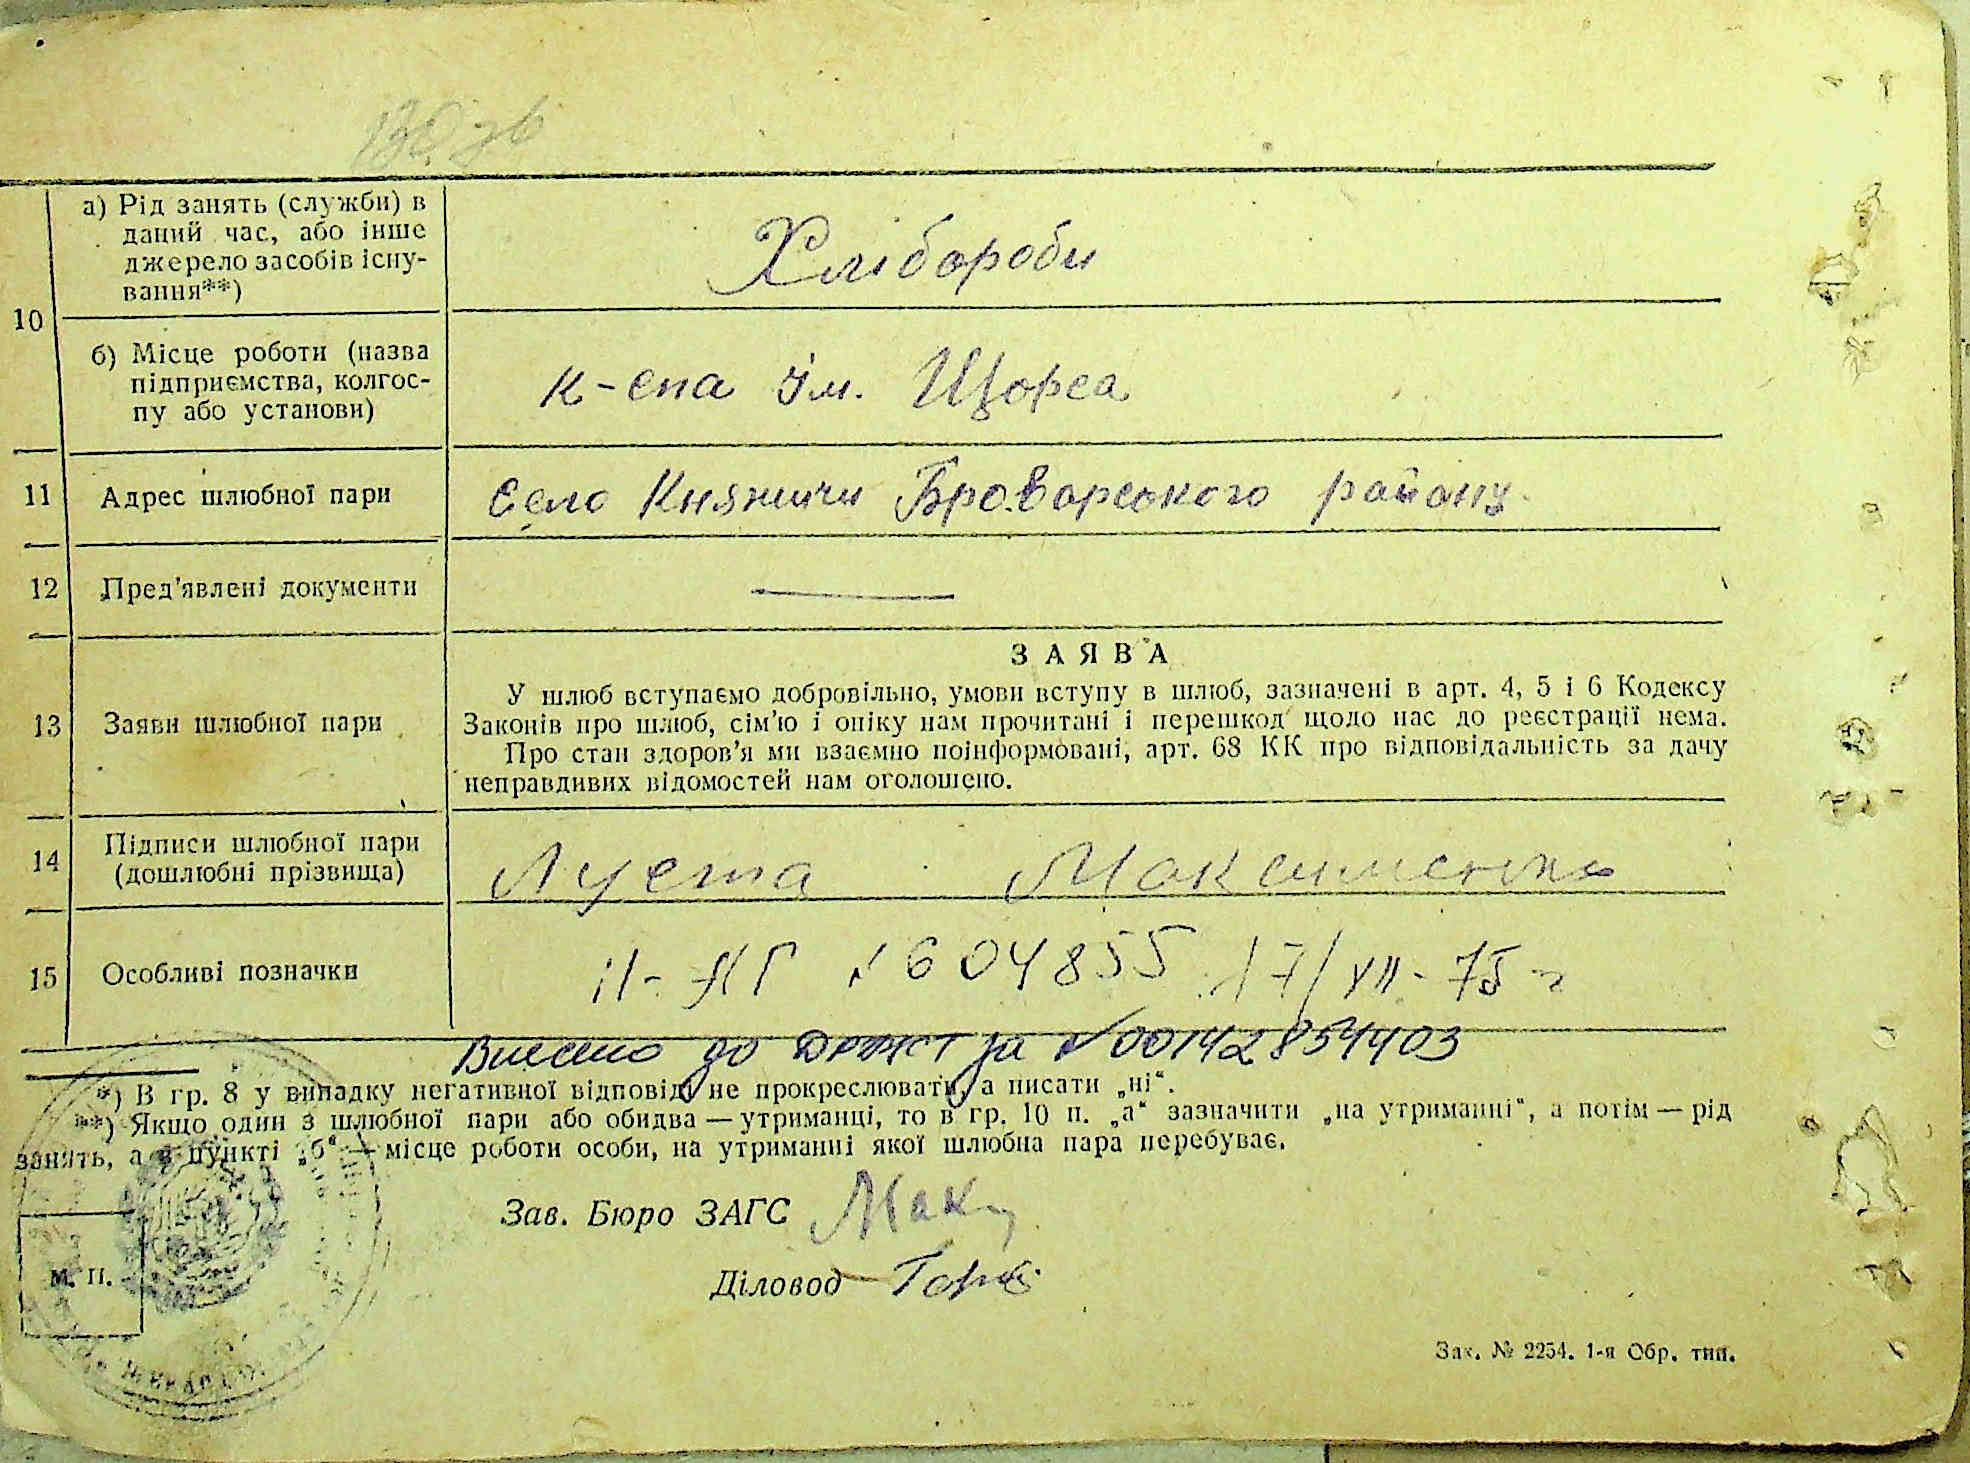 а) Рід занять (служби) в
даний час, або інше
джерело засобів існу-
вання**)
Хлібороби
10
б) Місце роботи (назва
підприємства, колгос-
пу або установи)
к-спа Ім. Щорса
11 Адрес шлюбної пари Село Княжичи Броварського району
12 Пред'явлені документи
ЗАЯВА
13 Заяви шлюбної пари
У шлюб вступаємо добровільно, умови вступу в шлюб, зазначені в арт. 4, 5 і 6 Кодексу
Законів про шлюб, сім'ю і опіку нам прочитані і перешкод щодо нас до реєстрації нема.
Про стан здоров'я ми взаємно поінформовані, арт. 68 КК про відповідальність за дачу
неправдивих відомостей нам оголошено.
14 Підписи шлюбної пари
(дошлюбні прізвища)
Луста Максименко
15 Особливі позначки
№ 604855 17/VII-75 г
Внесено до за №00142854403
*) В гр. 8 у випадку негативної відповіді не прокреслювати, а писати „ні“.
**) Якщо один з шлюбної пари або обидва — утриманці, то в гр. 10 п. „а“ зазначити „на утриманні“, а потім — рід
занять, а в пункті „б“ — місце роботи особи, на утриманні якої шлюбна пара перебуває.
Зав. Бюро ЗАГС
Діловод
М. П.
Зак. № 2254. 1-я Обр. тип.